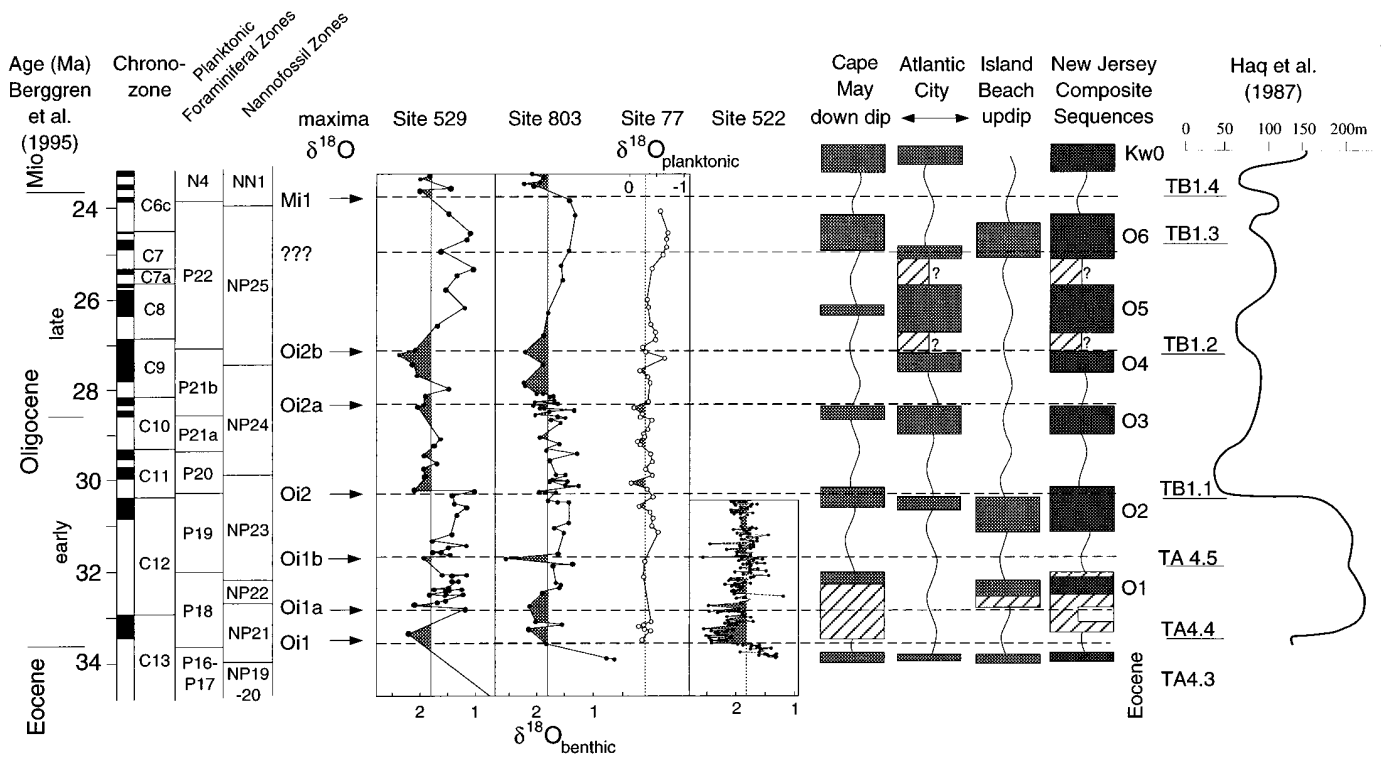 Age (Ma)
Berggren
et al.
(1995)
Chrono-
zone
Planktonic
Foraminiferal Zones
Nannofossil Zones
maxima
δ18O
Site 529
Site 803
Site 77
Site 522
δ18Oplanktonic
0 -1
Cape
May
down dip
Atlantic
City
Island
Beach
updip
New Jersey
Composite
Sequences
Haq et al.
(1987)
0 50 100 150 200m
Mio
Oligocene
late
early
Eocene
24
26
28
30
32
34
C6c
C7
C7a
C8
C9
C10
C11
C12
C13
N4
P22
P21b
P21a
P20
P19
P18
P16-
P17
NN1
NP25
NP24
NP23
NP22
NP21
NP19
-20
Mi1
???
Oi2b
Oi2a
Oi2
Oi1b
Oi1a
Oi1
2 1
2 1
2 1
δ18Obenthic
?
?
?
?
Kw0
O6
O5
O4
O3
O2
O1
Eocene
TB1.4
TB1.3
TB1.2
TB1.1
TA 4.5
TA4.4
TA4.3